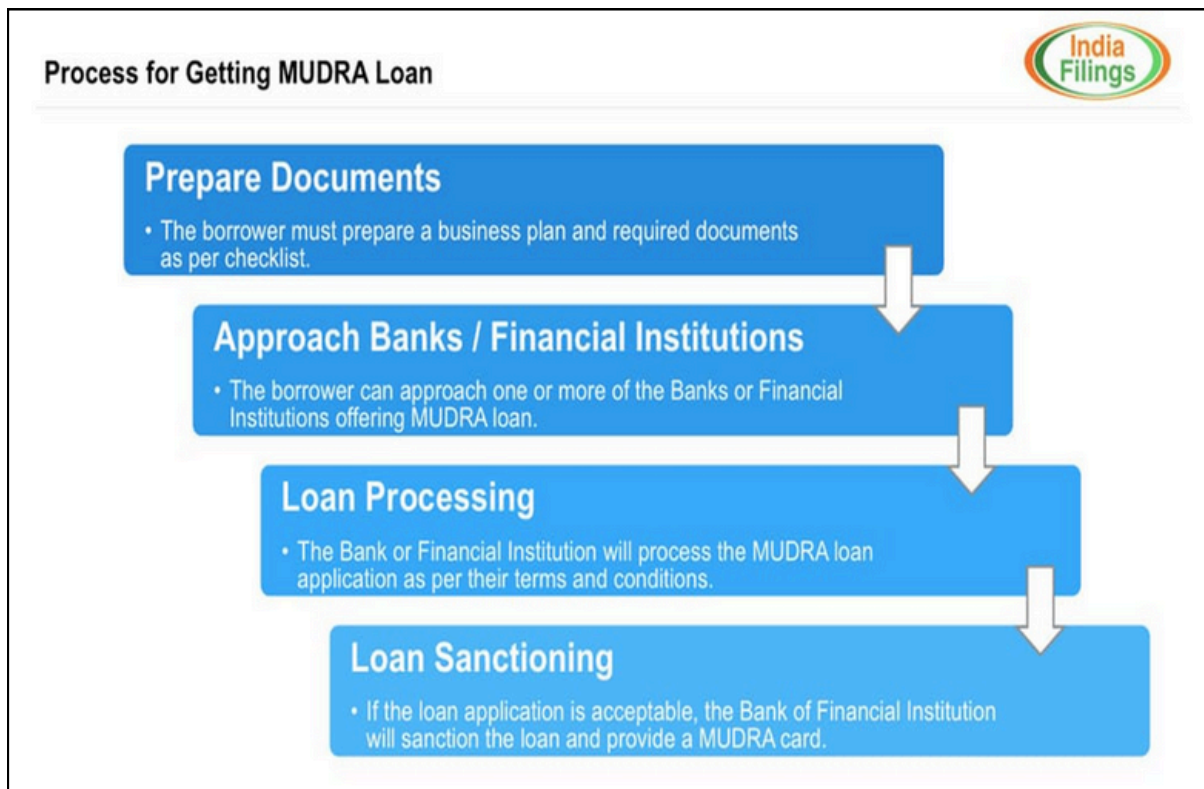 India
Filings
Process for Getting MUDRA Loan
Prepare Documents
• The borrower must prepare a business plan and required documents
as per checklist.
Approach Banks / Financial Institutions
• The borrower can approach one or more of the Banks or Financial
Institutions offering MUDRA loan.
Loan Processing
• The Bank or Financial Institution will process the MUDRA loan
application as per their terms and conditions.
Loan Sanctioning
• If the loan application is acceptable, the Bank of Financial Institution
will sanction the loan and provide a MUDRA card.